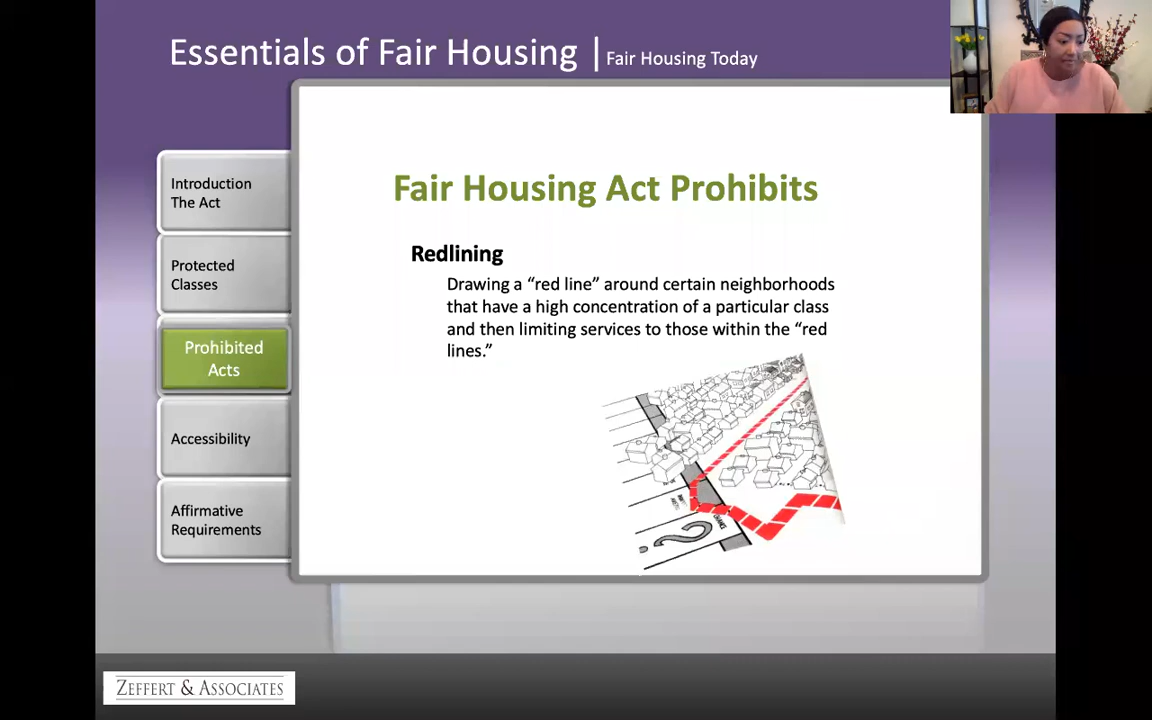 Essentials of Fair Housing | Fair Housing Today
Introduction
The Act
Protected
Classes
Prohibited
Acts
Accessibility
Affirmative
Requirements
Fair Housing Act Prohibits
Redlining
Drawing a “red line” around certain neighborhoods
that have a high concentration of a particular class
and then limiting services to those within the “red
lines.”
CHANCE
?
ZEFFERT & ASSOCIATES